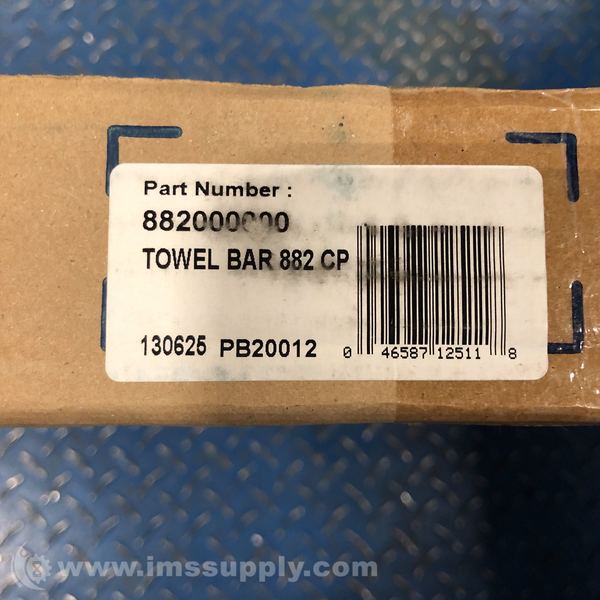 Part Number :
882000000
TOWEL BAR 882 CP
130625 PB20012
0 46587 12511 8
www.imssupply.com